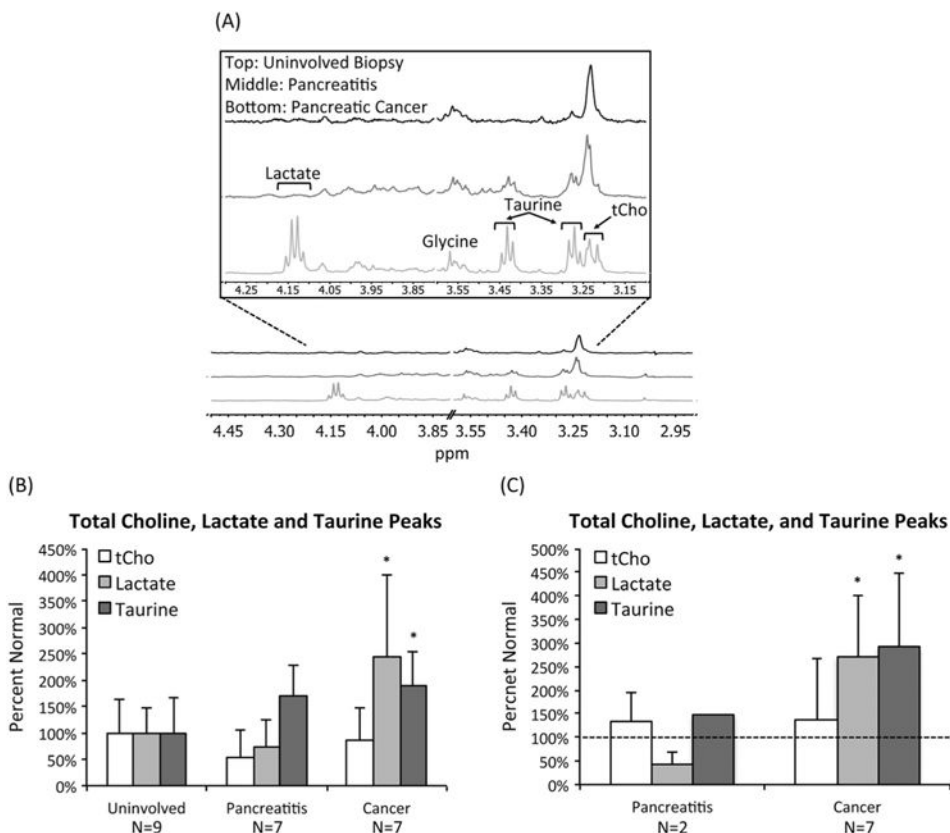 (A)
Top: Uninvolved Biopsy
Middle: Pancreatitis
Bottom: Pancreatic Cancer
Lactate
Taurine
tCho
Glycine
4.25 4.15 4.05 3.95 3.85 3.55 3.45 3.35 3.25 3.15
4.45 4.30 4.15 4.00 3.85 3.55 3.40 3.25 3.10 2.95
ppm
(B)
Total Choline, Lactate and Taurine Peaks
Percent Normal
450%
400%
350%
300%
250%
200%
150%
100%
50%
0%
tCho
Lactate
Taurine
* *
Uninvolved Pancreatitis Cancer
N=9 N=7 N=7
(C)
Total Choline, Lactate, and Taurine Peaks
Percnet Normal
500%
450%
400%
350%
300%
250%
200%
150%
100%
50%
0%
tCho
Lactate
Taurine
* *
Pancreatitis Cancer
N=2 N=7